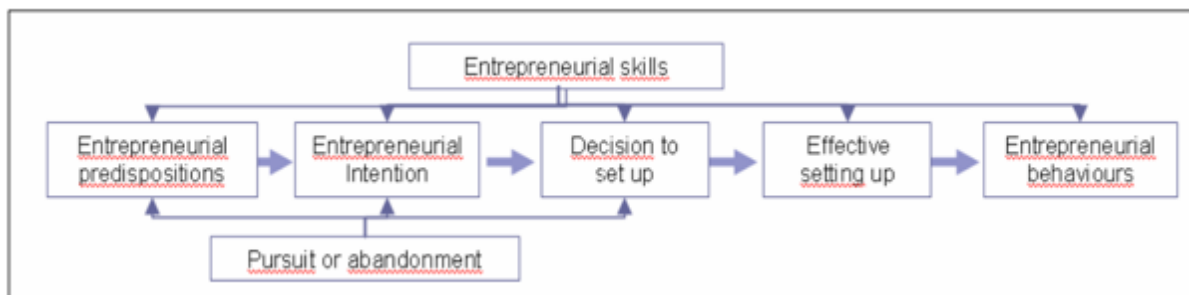 Entrepreneurial skills
Entrepreneurial
predispositions
Entrepreneurial
Intention
Decision to
set up
Effective
setting up
Entrepreneurial
behaviours
Pursuit or abandonment